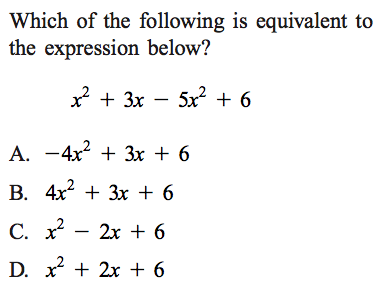 Which of the following is equivalent to
the expression below?
x² + 3x − 5x² + 6
A. −4x² + 3x + 6
B. 4x² + 3x + 6
C. x² − 2x + 6
D. x² + 2x + 6